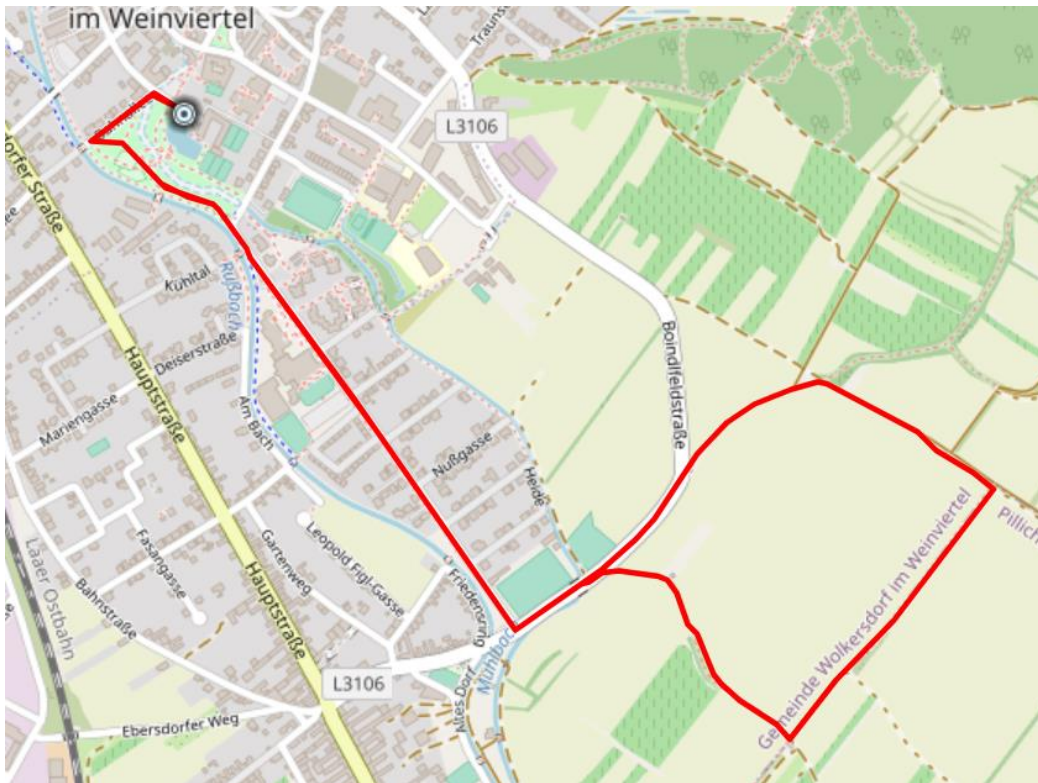 im Weinviertel
Traunst
L3106
dorfer Straße
Kühltal
Rußbach
Deiserstraße
Hauptstraße
Mariengasse
Am Bach
Boindlfeldstraße
Nußgasse
Heide
Fasangasse
Leopold Figl-Gasse
Gartenweg
Laaer Ostbahn
Bahnstraße
Hauptstraße
Friedensring
Mühlbach
Gemeinde Wolkersdorf im Weinviertel
Pillich
L3106
Altes Dorf
Ebersdorfer Weg